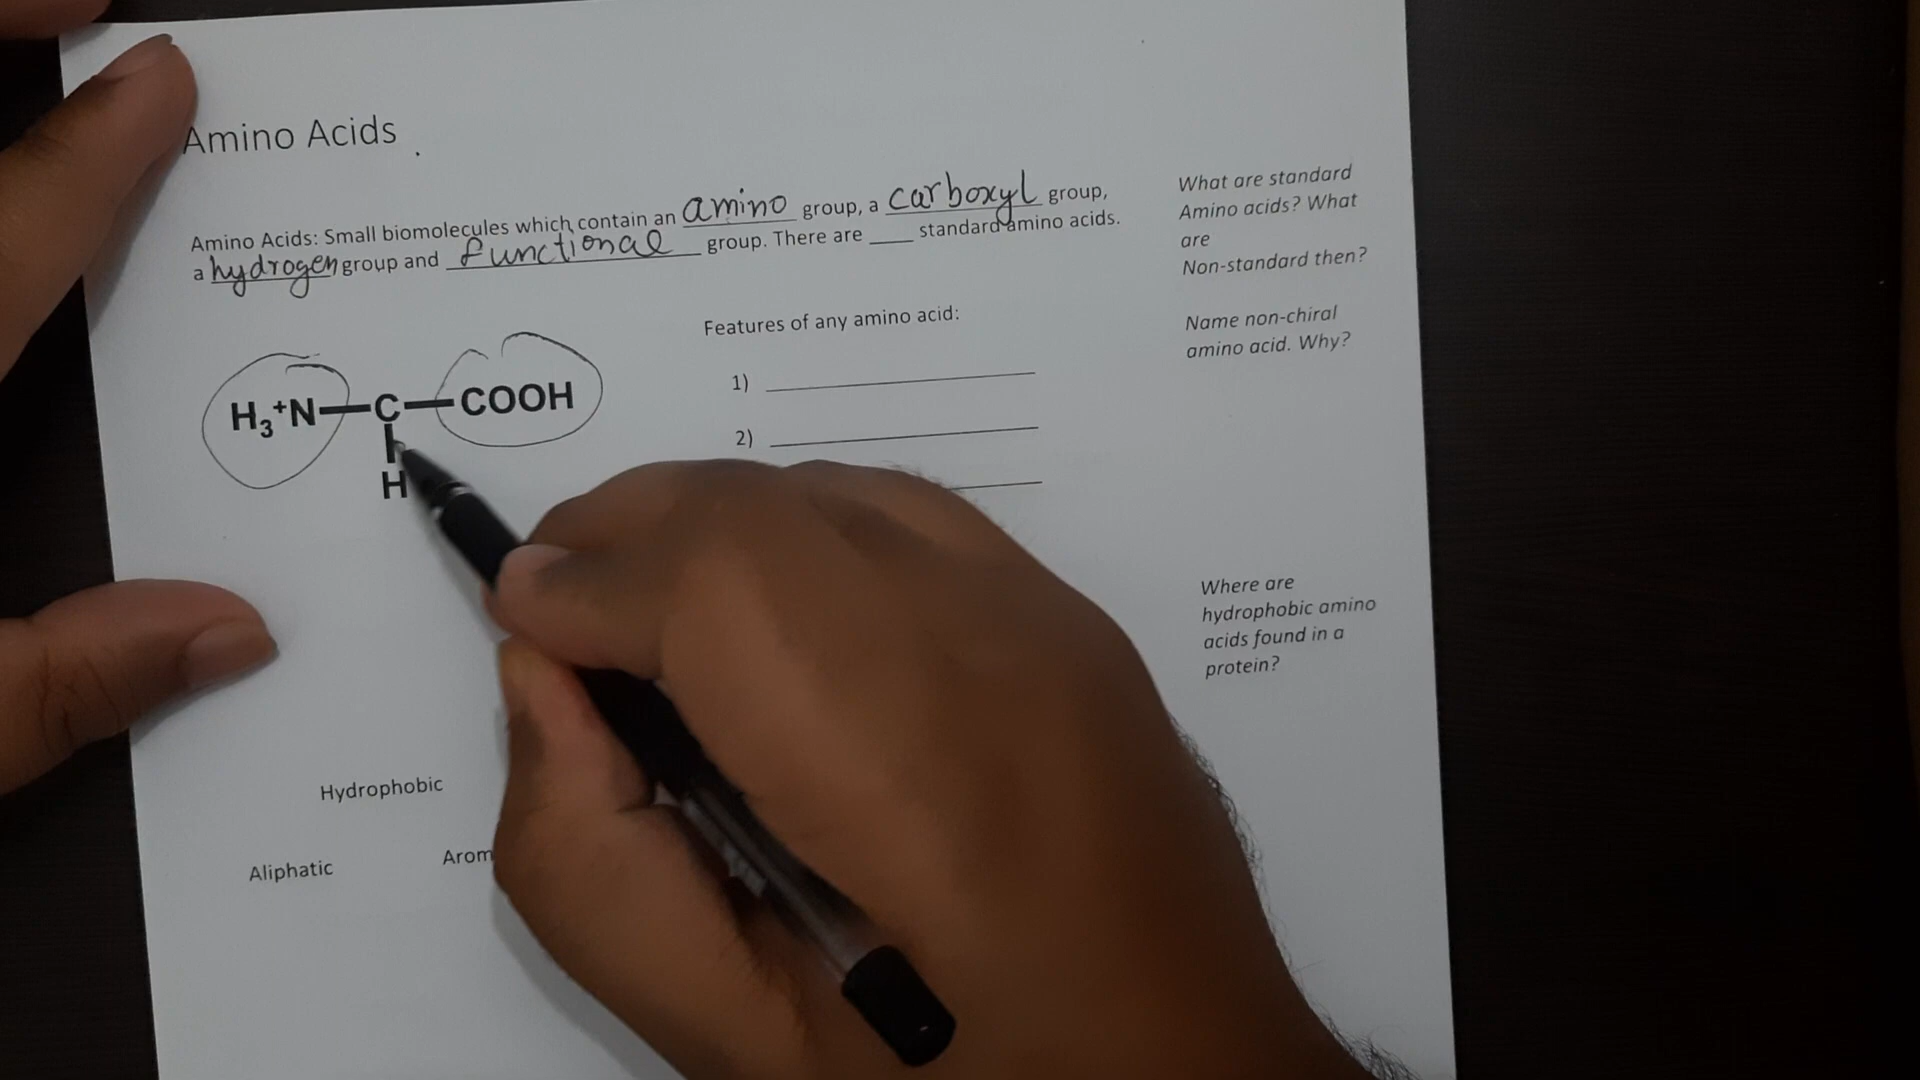 Amino Acids
Amino Acids: Small biomolecules which contain an amino group, a carboxyl group,
a hydrogen group and functional group. There are ____ standard amino acids.
What are standard
Amino acids? What
are
Non-standard then?
Features of any amino acid:
Name non-chiral
amino acid. Why?
1)
2)
H₃⁺N—C—COOH
H
Where are
hydrophobic amino
acids found in a
protein?
Hydrophobic
Aliphatic
Arom